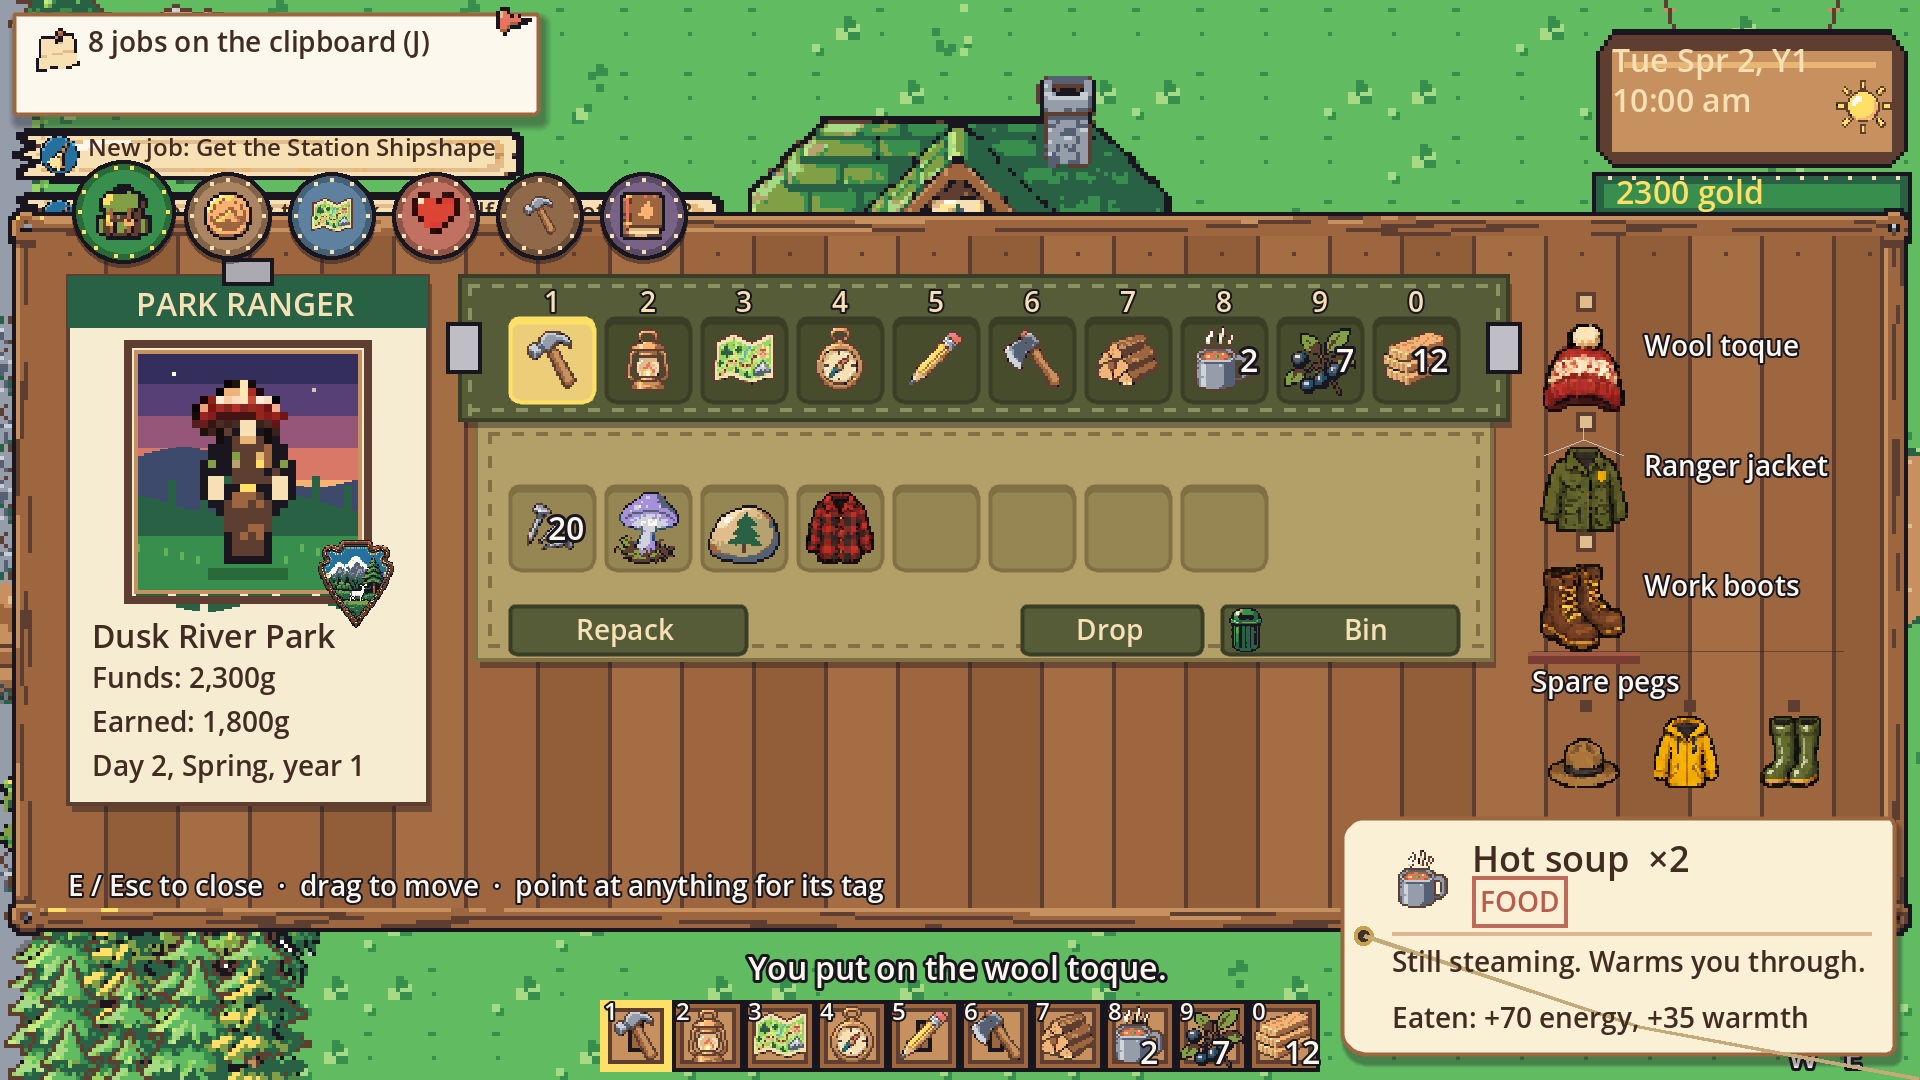 8 jobs on the clipboard (J)
Tue Spr 2, Y1
10:00 am
New job: Get the Station Shipshape
2300 gold
PARK RANGER
1 2 3 4 5 6 7 8 9 0
2 7 12
Wool toque
Ranger jacket
20
Work boots
Repack
Drop
Bin
Dusk River Park
Funds: 2,300g
Earned: 1,800g
Day 2, Spring, year 1
Spare pegs
E / Esc to close · drag to move · point at anything for its tag
Hot soup ×2
FOOD
Still steaming. Warms you through.
Eaten: +70 energy, +35 warmth
You put on the wool toque.
1 2 3 4 5 6 7 8 9 0
2 7 12
W E